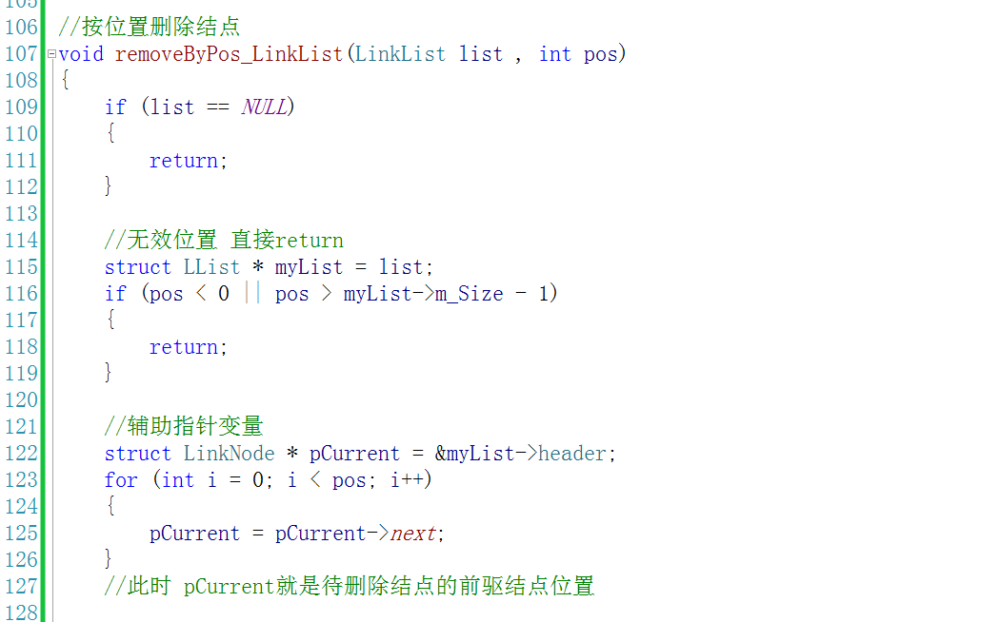 105
106 //按位置删除结点
107 void removeByPos_LinkList(LinkList list , int pos)
108 {
109     if (list == NULL)
110     {
111         return;
112     }
113
114     //无效位置 直接return
115     struct LList * myList = list;
116     if (pos < 0 || pos > myList->m_Size - 1)
117     {
118         return;
119     }
120
121     //辅助指针变量
122     struct LinkNode * pCurrent = &myList->header;
123     for (int i = 0; i < pos; i++)
124     {
125         pCurrent = pCurrent->next;
126     }
127     //此时 pCurrent就是待删除结点的前驱结点位置
128